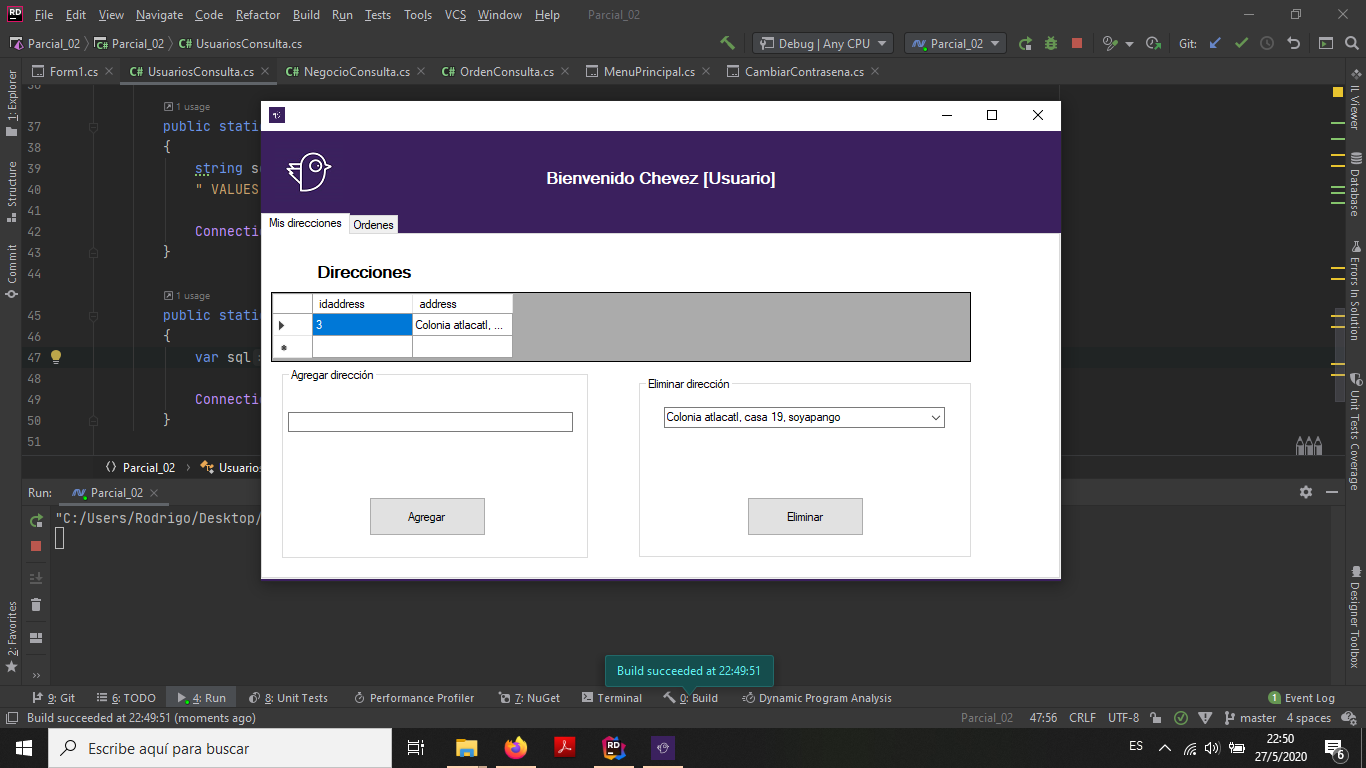 File Edit View Navigate Code Refactor Build Run Tests Tools VCS Window Help Parcial_02
Parcial_02 Parcial_02 UsuariosConsulta.cs Debug | Any CPU Parcial_02 Git:
Form1.cs UsuariosConsulta.cs NegocioConsulta.cs OrdenConsulta.cs MenuPrincipal.cs CambiarContrasena.cs
1: Explorer
Structure
Commit
2: Favorites
1 usage
37 public stati
38 {
39 string s
40 " VALUES
41
42 Connecti
43 }
44
1 usage
45 public stati
46 {
47 var sql
48
49 Connecti
50 }
51
Parcial_02 Usuarios
Bienvenido Chevez [Usuario]
Mis direcciones Ordenes
Direcciones
idaddress address
3 Colonia atlacatl, ...
Agregar dirección
Agregar
Eliminar dirección
Colonia atlacatl, casa 19, soyapango
Eliminar
IL Viewer
Database
Errors In Solution
Unit Tests Coverage
Designer Toolbox
Run: Parcial_02
"C:/Users/Rodrigo/Desktop/
Build succeeded at 22:49:51
9: Git 6: TODO 4: Run 8: Unit Tests Performance Profiler 7: NuGet Terminal 0: Build Dynamic Program Analysis 1 Event Log
Build succeeded at 22:49:51 (moments ago) Parcial_02 47:56 CRLF UTF-8 master 4 spaces
Escribe aquí para buscar
RD
ES
22:50
27/5/2020
6